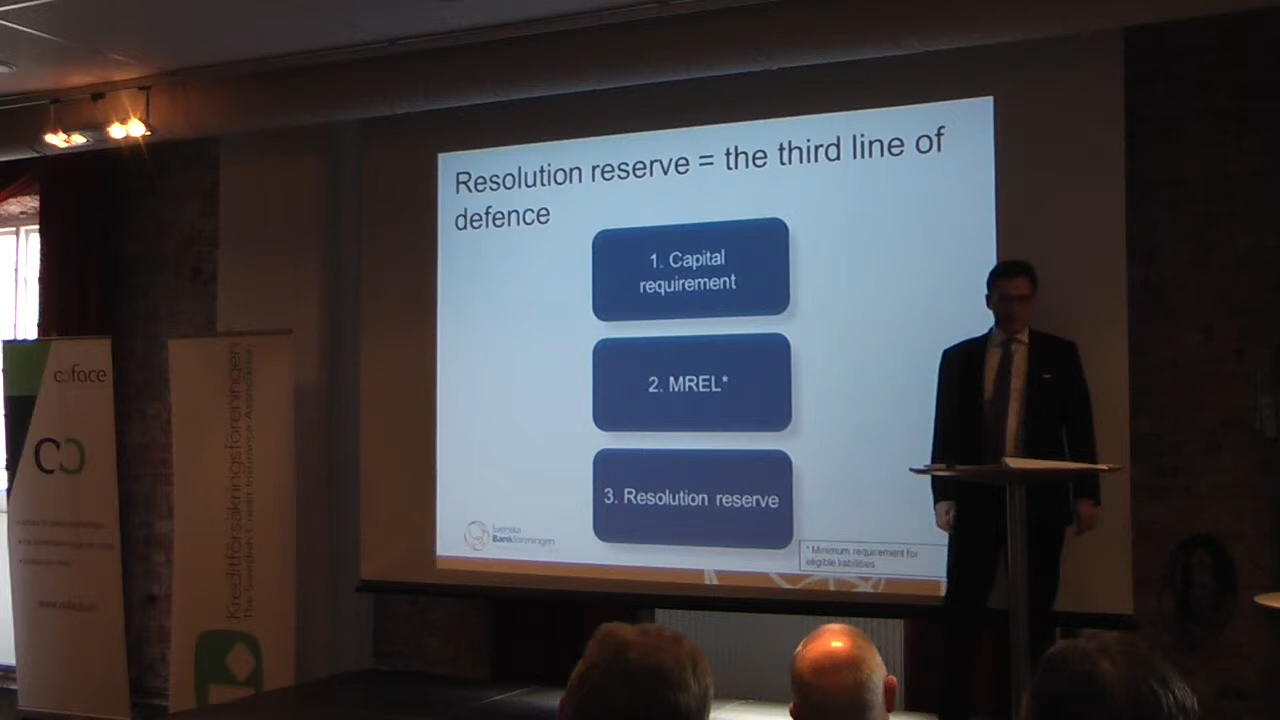 Resolution reserve = the third line of
defence
1. Capital
requirement
2. MREL*
3. Resolution reserve
* Minimum requirement for
eligible liabilities
Svenska
Bankföreningen
coface
Kreditförsäkringsföreningen
The Swedish Credit Insurance Association